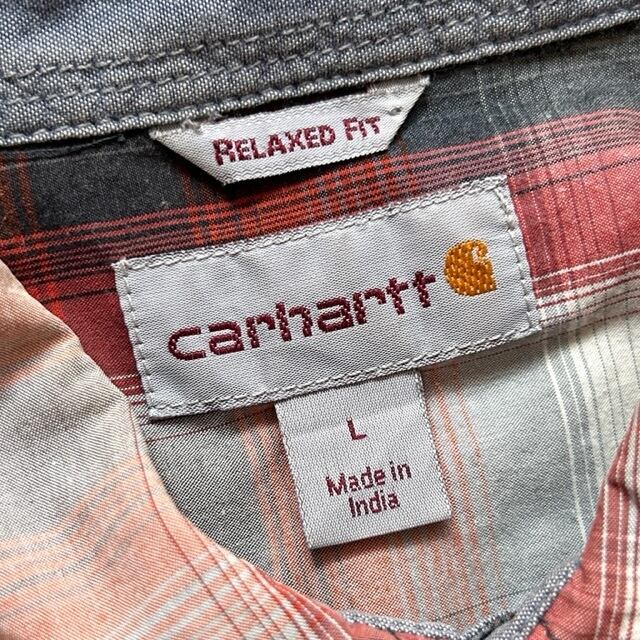 RELAXED FIT
carhartt
L
Made in
India